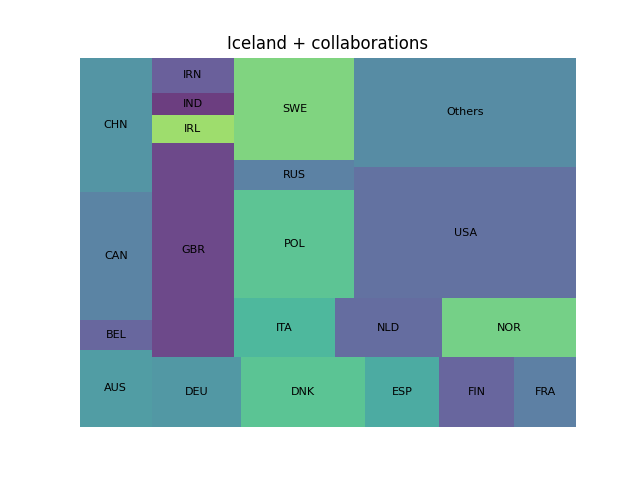 Iceland + collaborations
CHN
IRN
IND
IRL
SWE
Others
RUS
USA
CAN
GBR
POL
BEL
ITA
NLD
NOR
AUS
DEU
DNK
ESP
FIN
FRA